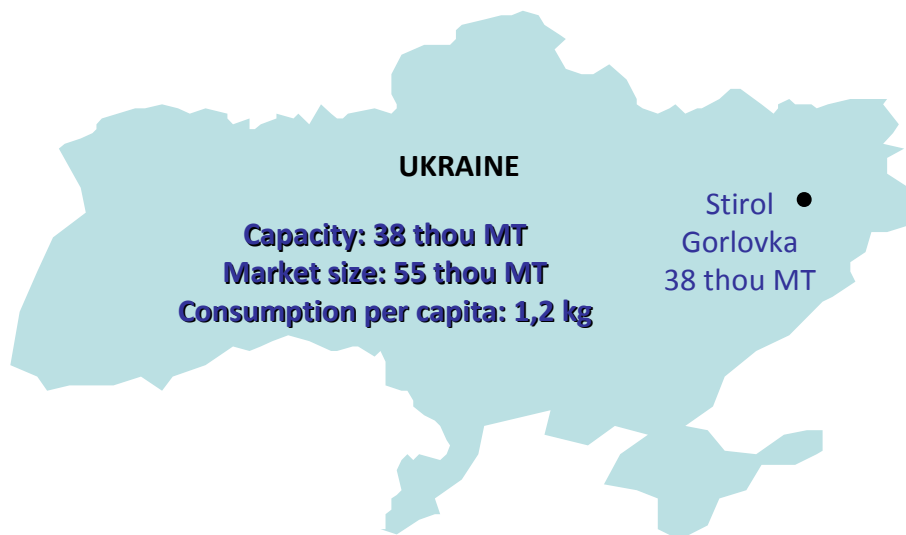 UKRAINE
Capacity: 38 thou MT
Market size: 55 thou MT
Consumption per capita: 1,2 kg
Stirol
Gorlovka
38 thou MT